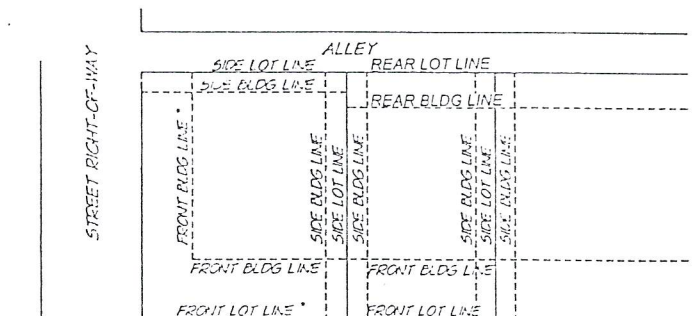 ALLEY
SIDE LOT LINE
REAR LOT LINE
SIDE BLDG LINE
REAR BLDG LINE
STREET RIGHT-OF-WAY
FRONT BLDG LINE *
SIDE BLDG LINE
SIDE LOT LINE
SIDE BLDG LINE
SIDE BLDG LINE
SIDE LOT LINE
SIDE BLDG LINE
FRONT BLDG LINE
FRONT BLDG LINE
FRONT LOT LINE *
FRONT LOT LINE